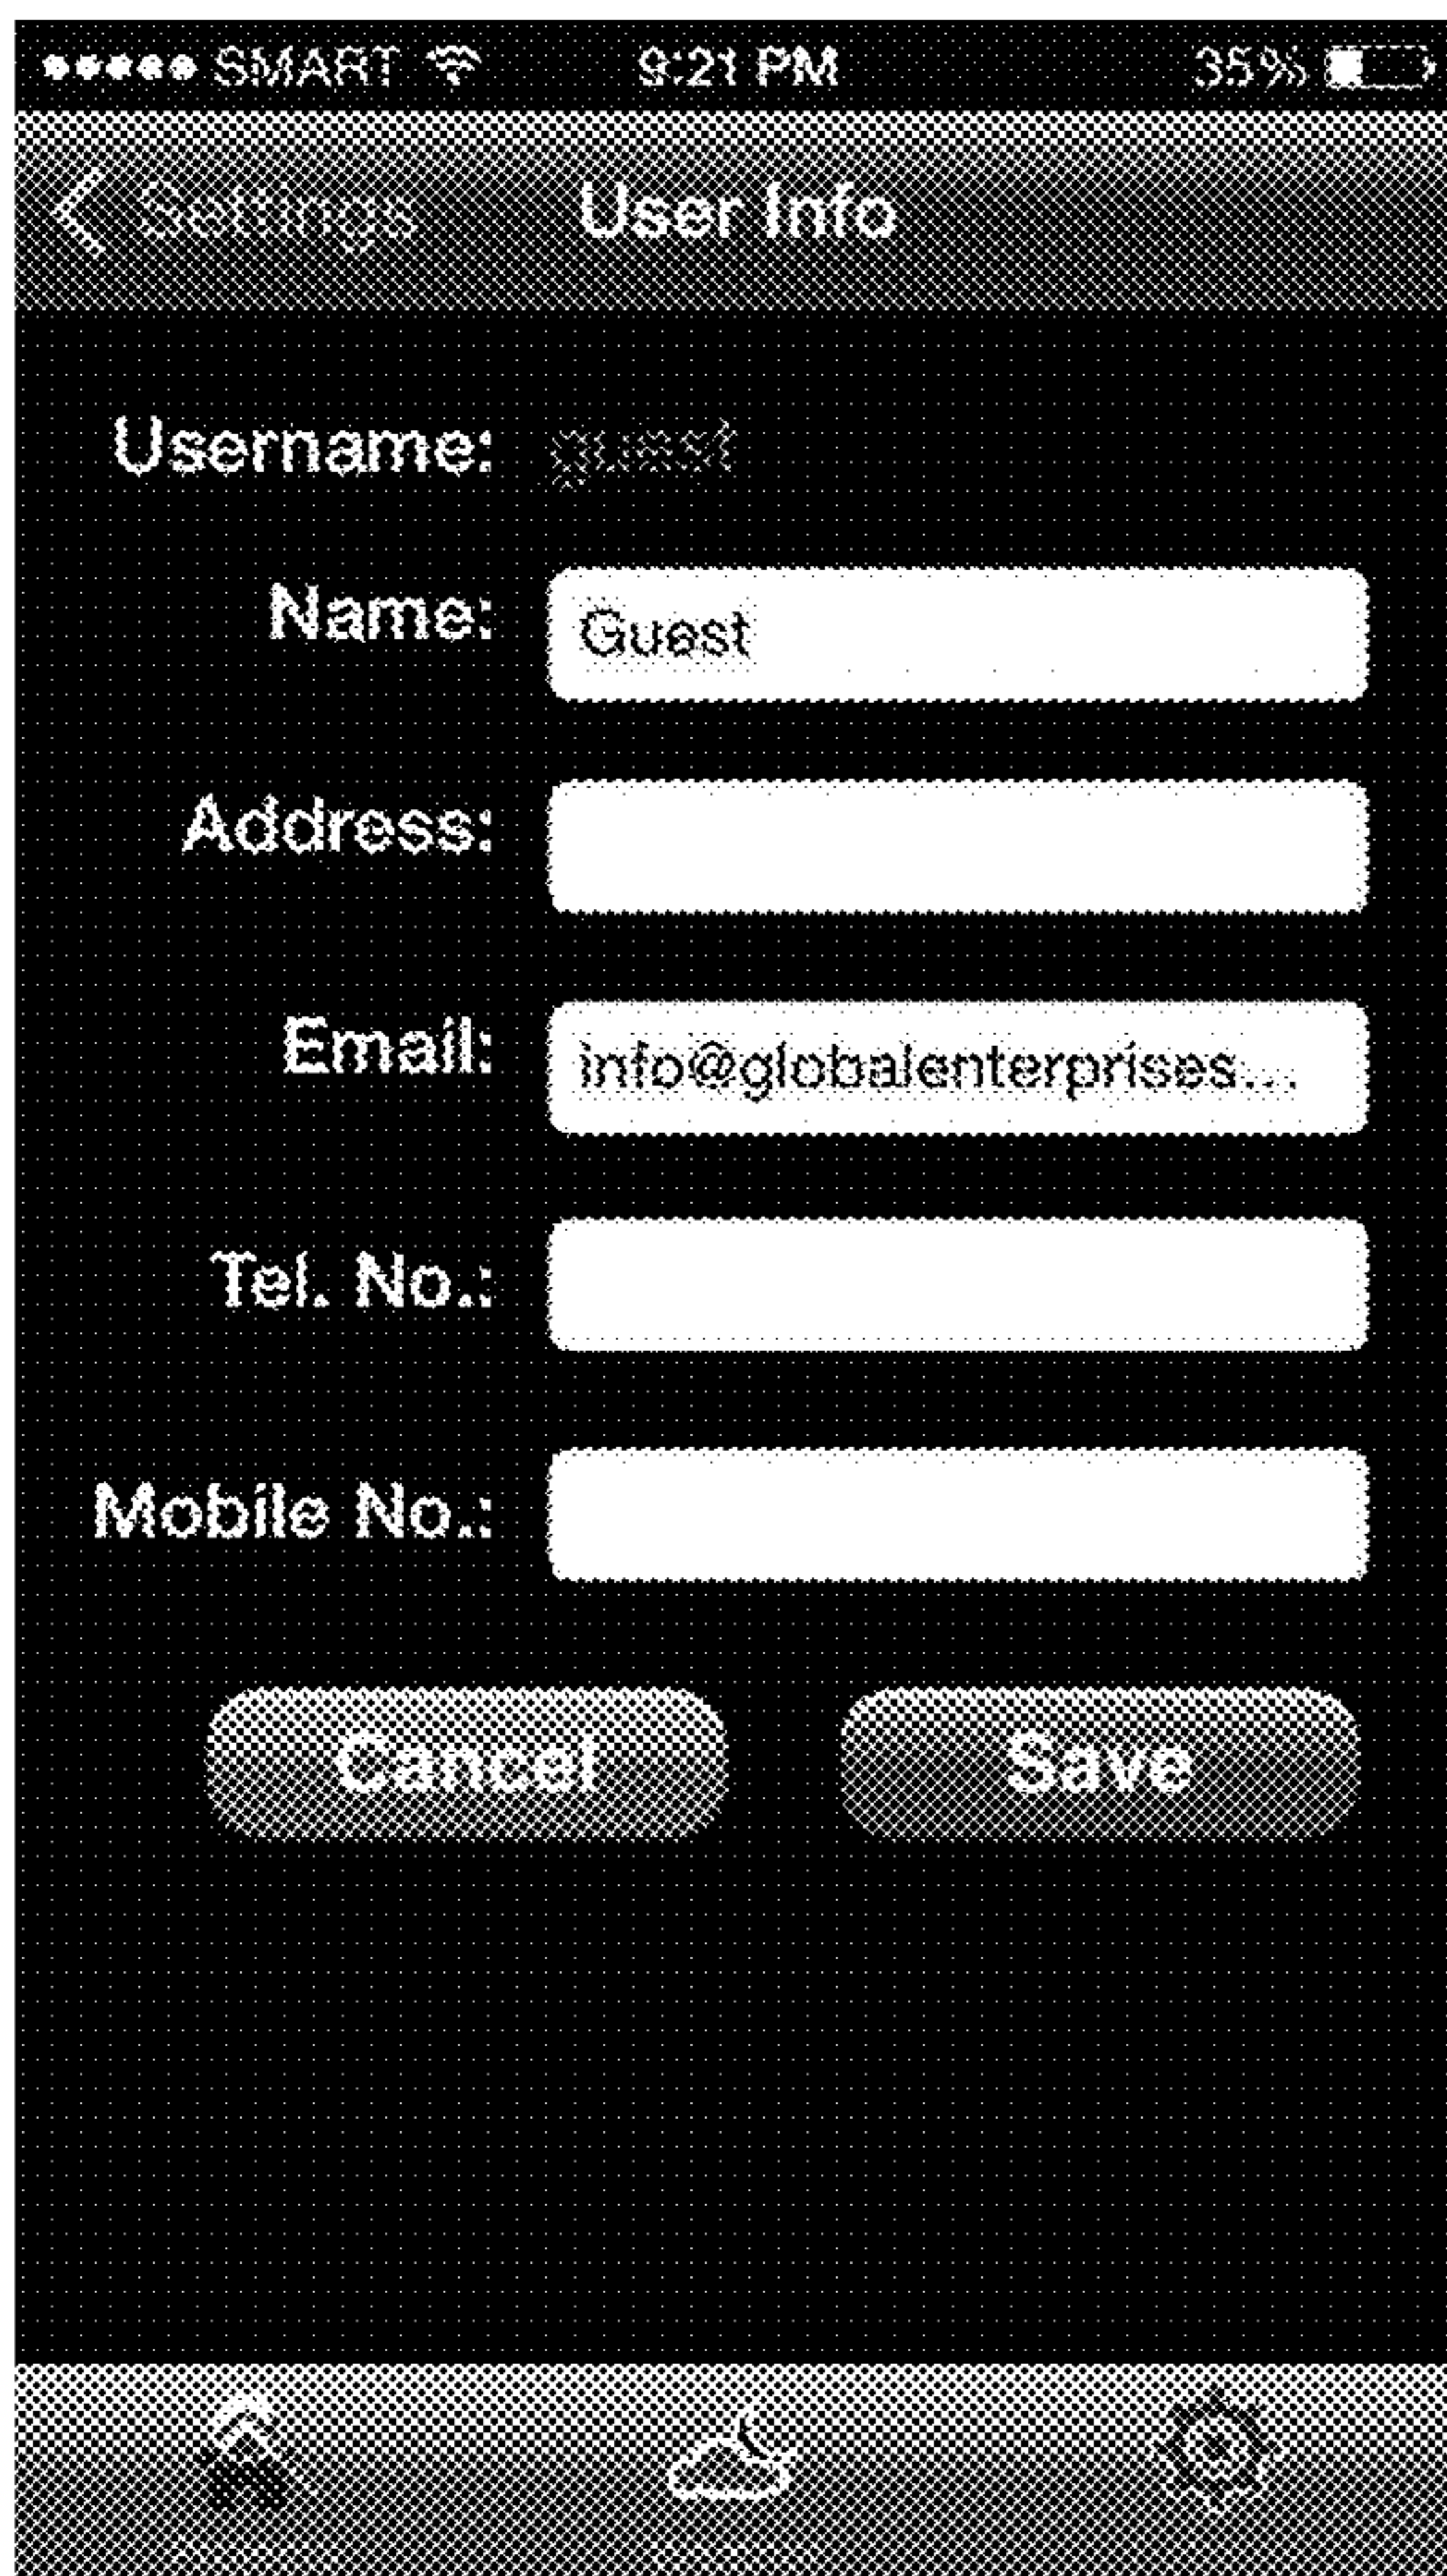 SMART 9:21 PM 35%
Settings User Info
Username: guest
Name: Guest
Address:
Email: info@globalenterprises...
Tel. No.:
Mobile No.:
Cancel Save